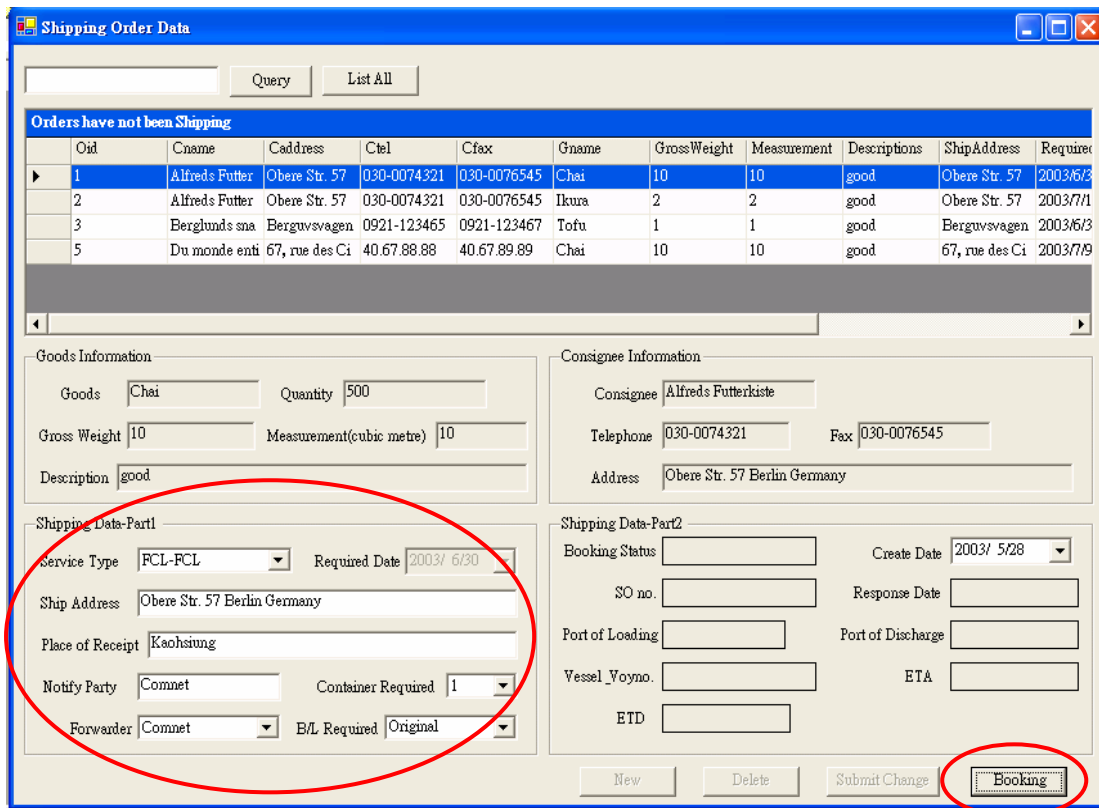 Shipping Order Data
Query List All
Orders have not been Shipping
Oid Cname Caddress Ctel Cfax Gname GrossWeight Measurement Descriptions ShipAddress Required
1 Alfreds Futter Obere Str. 57 030-0074321 030-0076545 Chai 10 10 good Obere Str. 57 2003/6/3
2 Alfreds Futter Obere Str. 57 030-0074321 030-0076545 Ikura 2 2 good Obere Str. 57 2003/7/1
3 Berglunds sna Berguvsvagen 0921-123465 0921-123467 Tofu 1 1 good Berguvsvagen 2003/6/3
5 Du monde enti 67, rue des Ci 40.67.88.88 40.67.89.89 Chai 10 10 good 67, rue des Ci 2003/7/9
Goods Information
Goods Chai Quantity 500
Gross Weight 10 Measurement(cubic metre) 10
Description good
Consignee Information
Consignee Alfreds Futterkiste
Telephone 030-0074321 Fax 030-0076545
Address Obere Str. 57 Berlin Germany
Shipping Data-Part1
Service Type FCL-FCL Required Date 2003/ 6/30
Ship Address Obere Str. 57 Berlin Germany
Place of Receipt Kaohsiung
Notify Party Comnet Container Required 1
Forwarder Comnet B/L Required Original
Shipping Data-Part2
Booking Status Create Date 2003/ 5/28
SO no. Response Date
Port of Loading Port of Discharge
Vessel_Voyno. ETA
ETD
New Delete Submit Change Booking